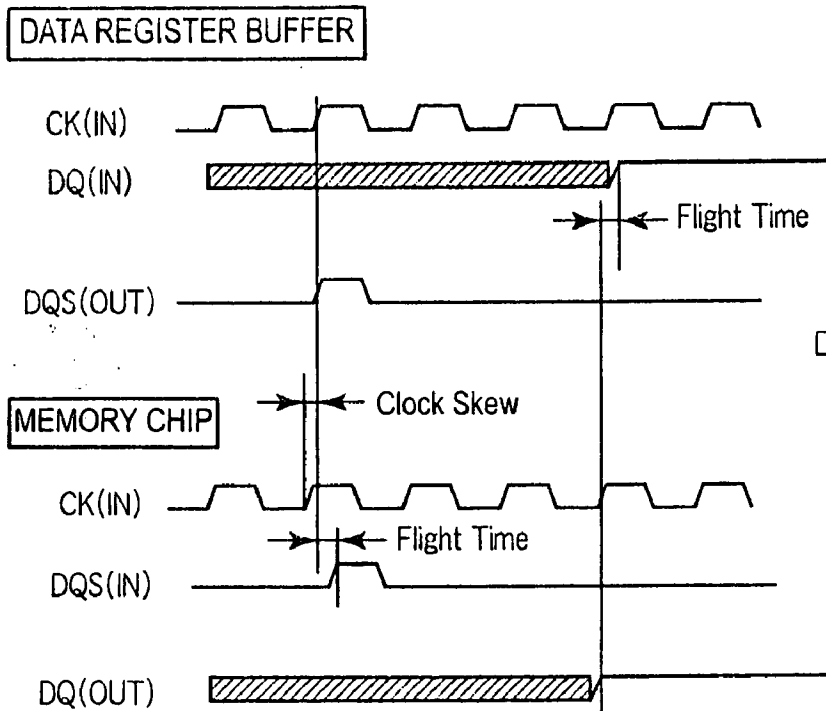 DATA REGISTER BUFFER
CK(IN)
DQ(IN)
Flight Time
DQS(OUT)
Clock Skew
MEMORY CHIP
CK(IN)
Flight Time
DQS(IN)
DQ(OUT)